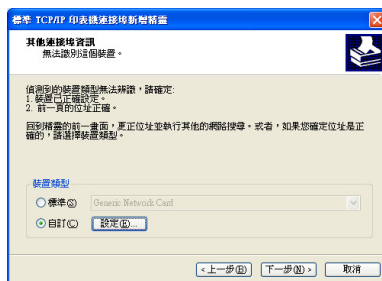 標準 TCP/IP 印表機連接埠新增精靈
其他連接埠資訊
無法識別這個裝置。
偵測到的裝置類型無法辨識，請確定:
1. 裝置已正確設定。
2. 前一頁的位址正確。
回到精靈的前一畫面，更正位址並執行其他的網路搜尋。或者，如果您確定位址是正
確的，請選擇裝置類型。
裝置類型
標準(S) Generic Network Card
自訂(C) 設定(E)...
< 上一步(B) 下一步(N) > 取消